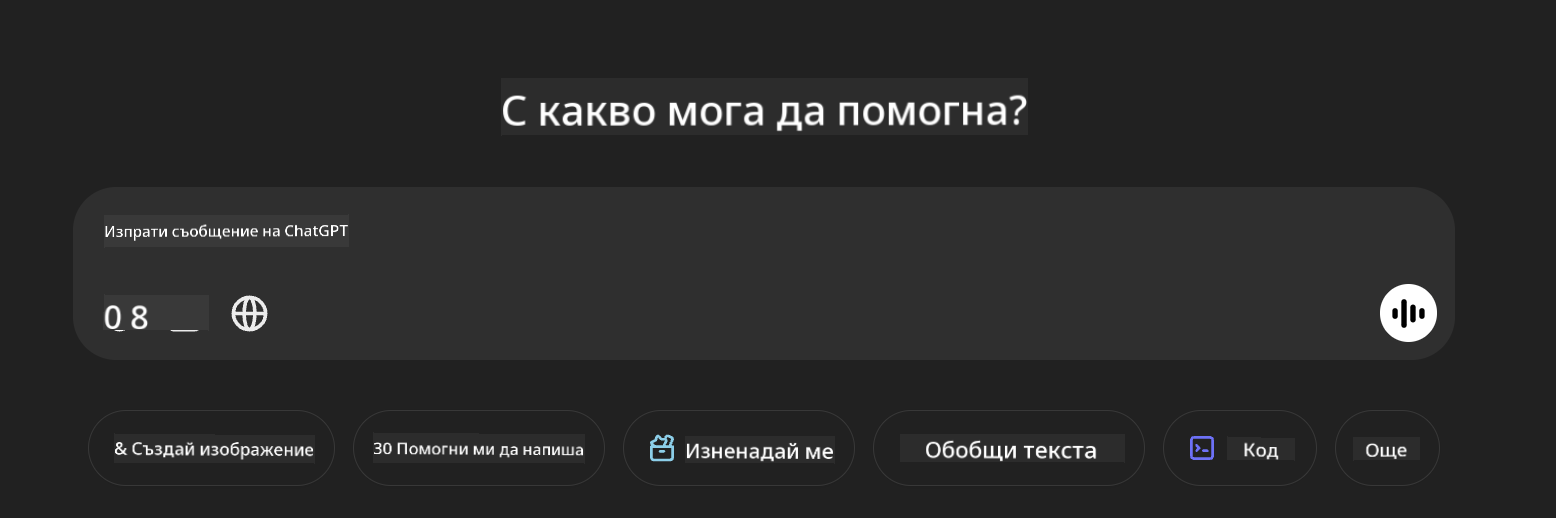 С какво мога да помогна?
Изпрати съобщение на ChatGPT
0 8
& Създай изображение
30 Помогни ми да напиша
Изненадай ме
Обобщи текста
Код
Още